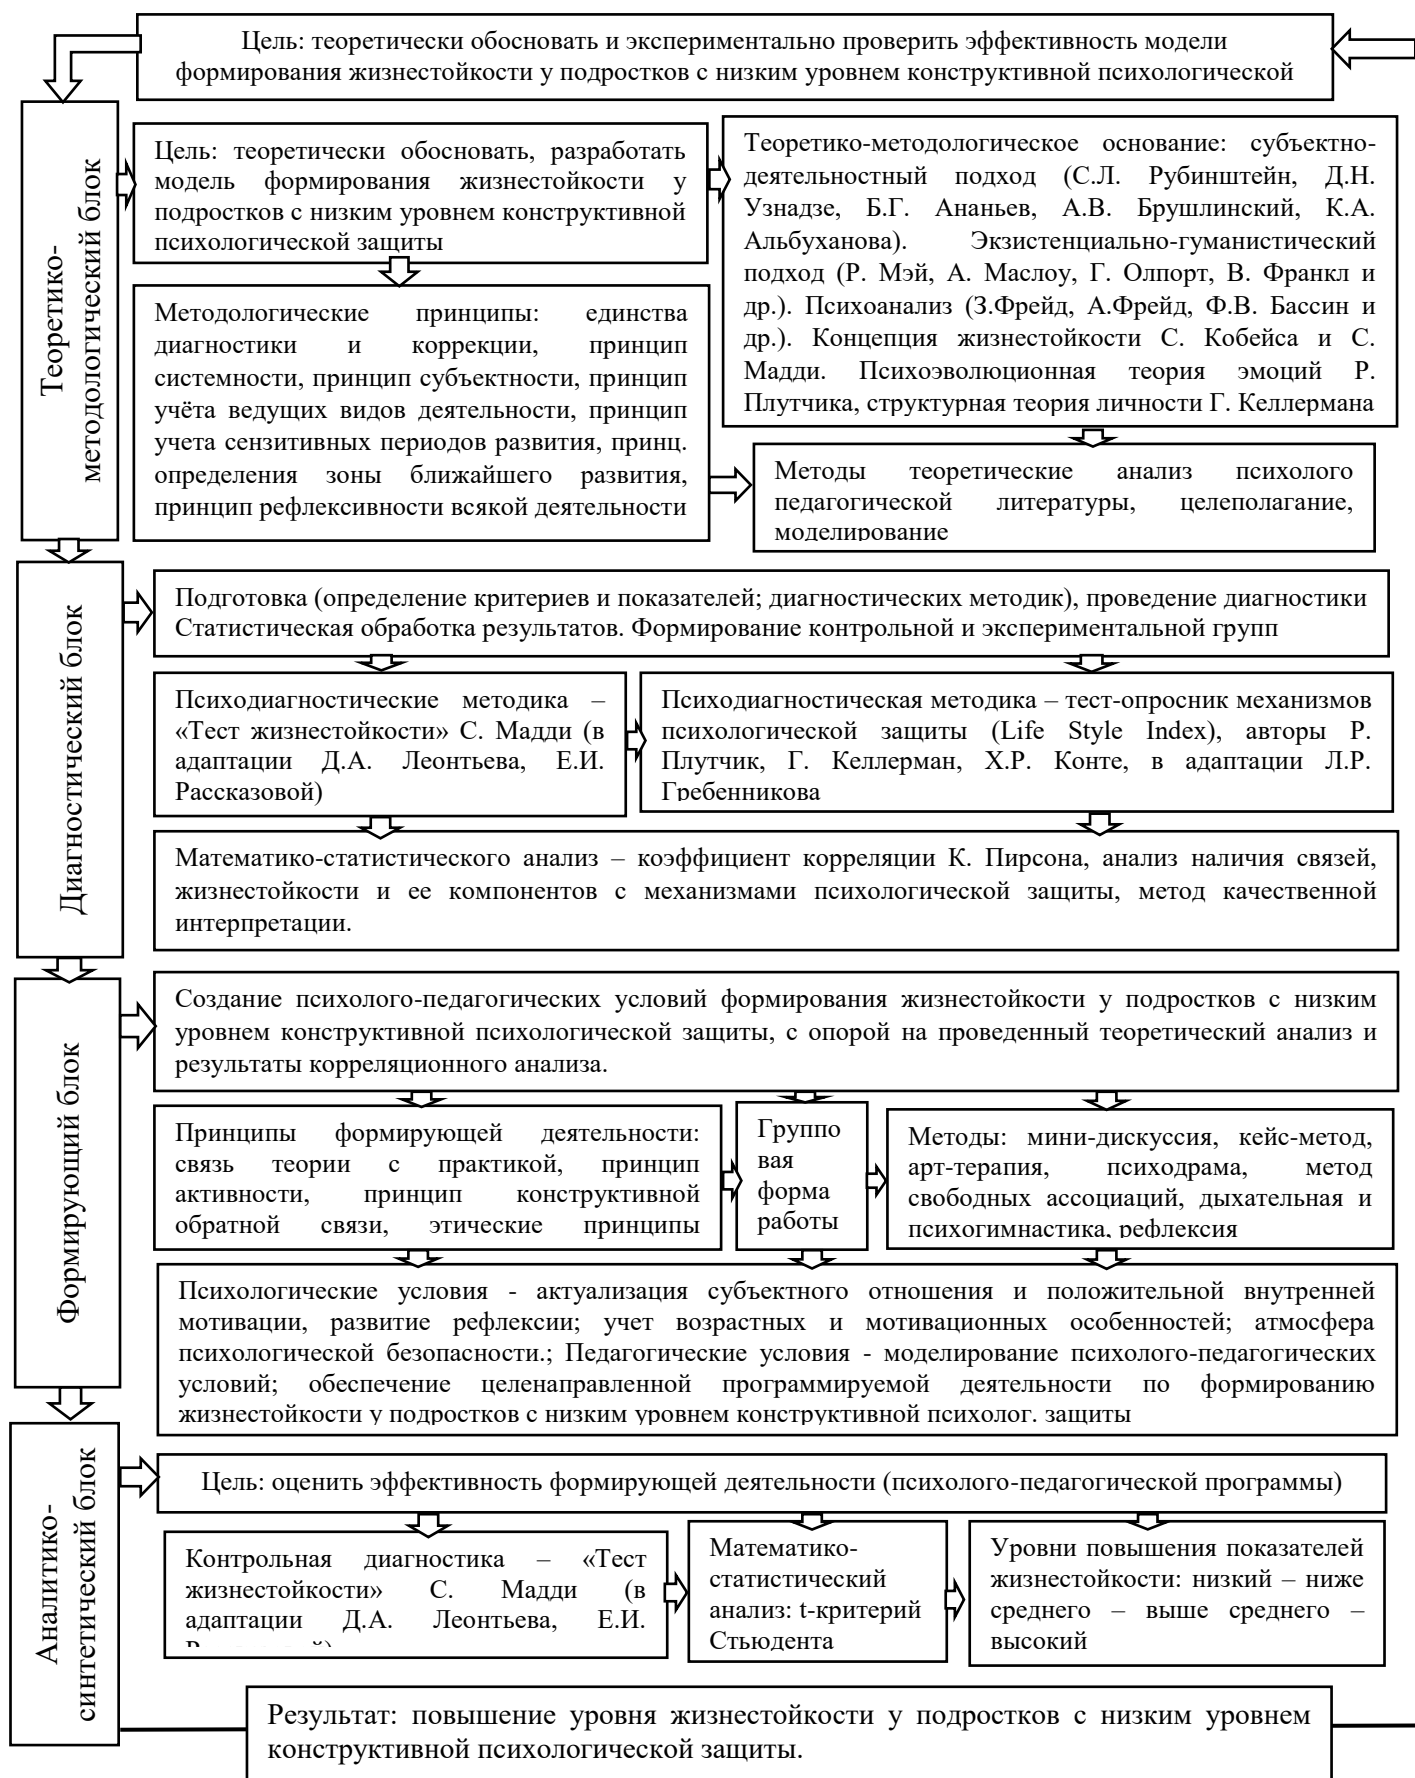 Цель: теоретически обосновать и экспериментально проверить эффективность модели
формирования жизнестойкости у подростков с низким уровнем конструктивной психологической
Теоретико-
методологический блок
Цель: теоретически обосновать, разработать
модель формирования жизнестойкости у
подростков с низким уровнем конструктивной
психологической защиты
Теоретико-методологическое основание: субъектно-
деятельностный подход (С.Л. Рубинштейн, Д.Н.
Узнадзе, Б.Г. Ананьев, А.В. Брушлинский, К.А.
Альбуханова). Экзистенциально-гуманистический
подход (Р. Мэй, А. Маслоу, Г. Олпорт, В. Франкл и
др.). Психоанализ (З.Фрейд, А.Фрейд, Ф.В. Бассин и
др.). Концепция жизнестойкости С. Кобейса и С.
Мадди. Психоэволюционная теория эмоций Р.
Плутчика, структурная теория личности Г. Келлермана
Методологические принципы: единства
диагностики и коррекции, принцип
системности, принцип субъектности, принцип
учёта ведущих видов деятельности, принцип
учета сензитивных периодов развития, принц.
определения зоны ближайшего развития,
принцип рефлексивности всякой деятельности
Методы теоретические анализ психолого
педагогической литературы, целеполагание,
моделирование
Диагностический блок
Подготовка (определение критериев и показателей; диагностических методик), проведение диагностики
Статистическая обработка результатов. Формирование контрольной и экспериментальной групп
Психодиагностические методика –
«Тест жизнестойкости» С. Мадди (в
адаптации Д.А. Леонтьева, Е.И.
Рассказовой)
Психодиагностическая методика – тест-опросник механизмов
психологической защиты (Life Style Index), авторы Р.
Плутчик, Г. Келлерман, Х.Р. Конте, в адаптации Л.Р.
Гребенникова
Математико-статистического анализ – коэффициент корреляции К. Пирсона, анализ наличия связей,
жизнестойкости и ее компонентов с механизмами психологической защиты, метод качественной
интерпретации.
Формирующий блок
Создание психолого-педагогических условий формирования жизнестойкости у подростков с низким
уровнем конструктивной психологической защиты, с опорой на проведенный теоретический анализ и
результаты корреляционного анализа.
Принципы формирующей деятельности:
связь теории с практикой, принцип
активности, принцип конструктивной
обратной связи, этические принципы
Группо
вая
форма
работы
Методы: мини-дискуссия, кейс-метод,
арт-терапия, психодрама, метод
свободных ассоциаций, дыхательная и
психогимнастика, рефлексия
Психологические условия - актуализация субъектного отношения и положительной внутренней
мотивации, развитие рефлексии; учет возрастных и мотивационных особенностей; атмосфера
психологической безопасности.; Педагогические условия - моделирование психолого-педагогических
условий; обеспечение целенаправленной программируемой деятельности по формированию
жизнестойкости у подростков с низким уровнем конструктивной психолог. защиты
Аналитико-
синтетический блок
Цель: оценить эффективность формирующей деятельности (психолого-педагогической программы)
Контрольная диагностика – «Тест
жизнестойкости» С. Мадди (в
адаптации Д.А. Леонтьева, Е.И.
Математико-
статистический
анализ: t-критерий
Стьюдента
Уровни повышения показателей
жизнестойкости: низкий – ниже
среднего – выше среднего –
высокий
Результат: повышение уровня жизнестойкости у подростков с низким уровнем
конструктивной психологической защиты.